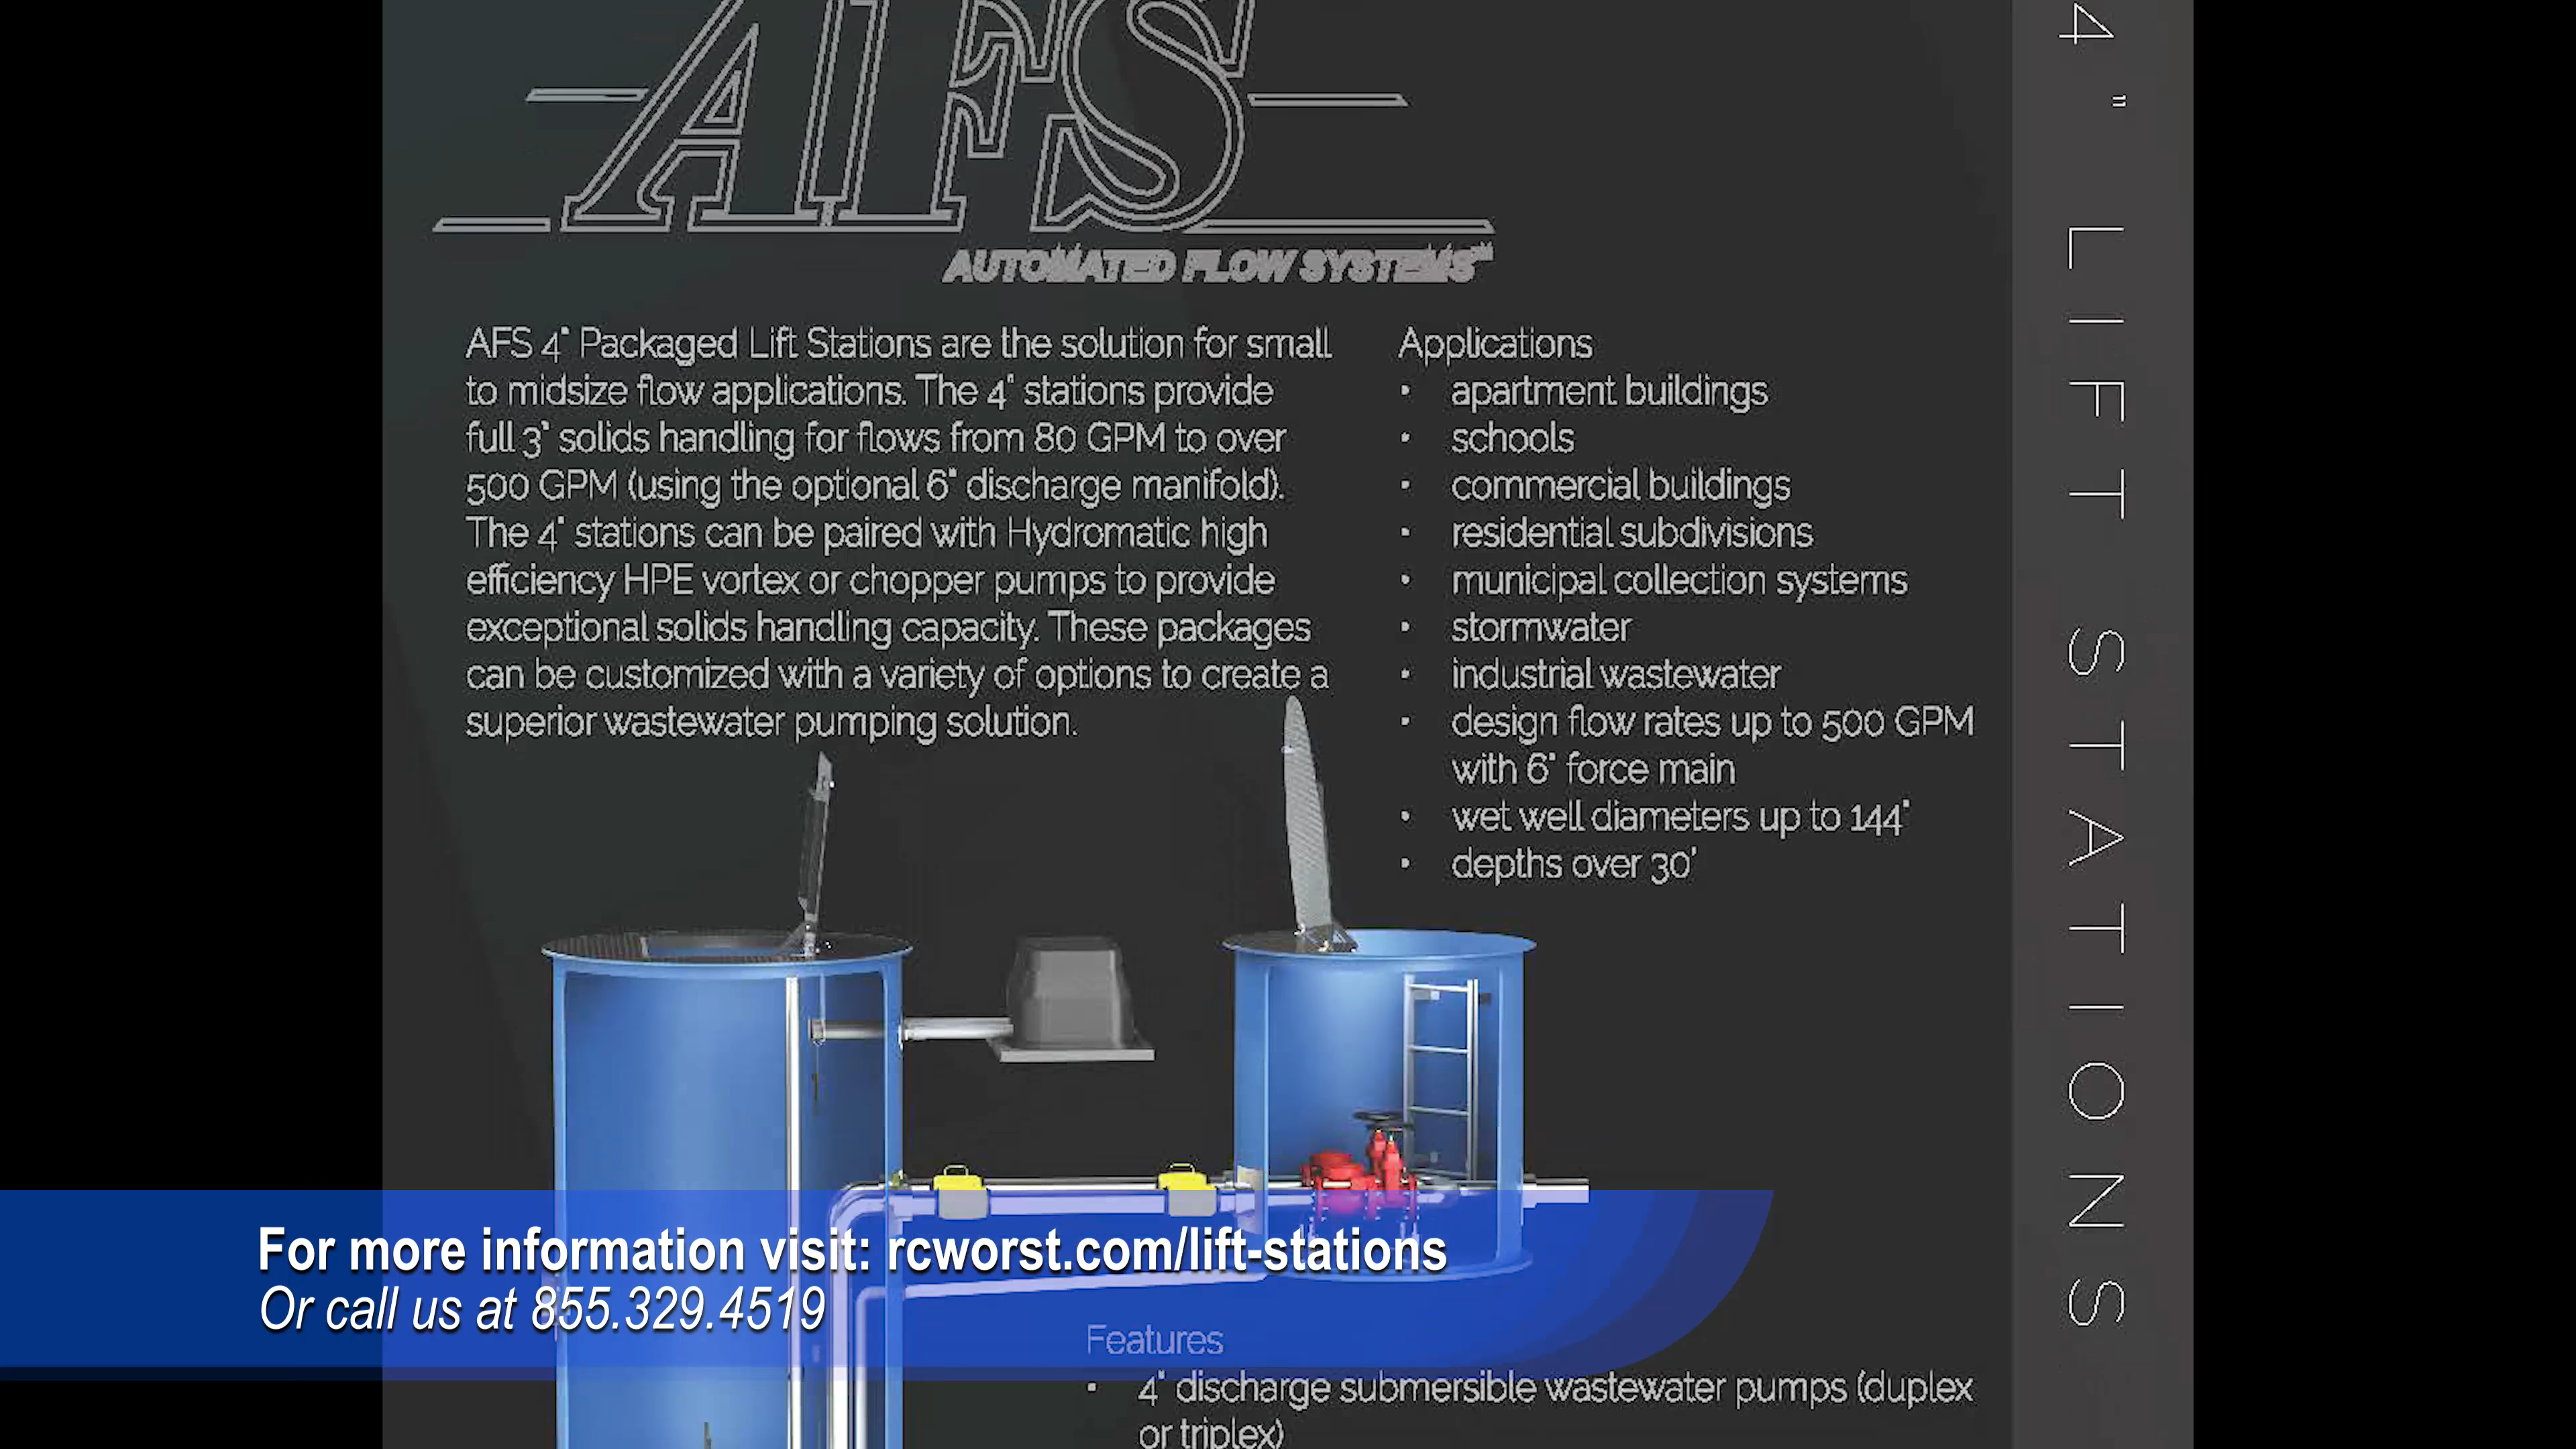 AFS
AUTOMATED FLOW SYSTEMS
AFS 4" Packaged Lift Stations are the solution for small
to midsize flow applications. The 4" stations provide
full 3" solids handling for flows from 80 GPM to over
500 GPM (using the optional 6" discharge manifold).
The 4" stations can be paired with Hydromatic high
efficiency HPE vortex or chopper pumps to provide
exceptional solids handling capacity. These packages
can be customized with a variety of options to create a
superior wastewater pumping solution.
Applications
• apartment buildings
• schools
• commercial buildings
• residential subdivisions
• municipal collection systems
• stormwater
• industrial wastewater
• design flow rates up to 500 GPM
with 6" force main
• wet well diameters up to 144"
• depths over 30'
4" LIFT STATIONS
For more information visit: rcworst.com/lift-stations
Or call us at 855.329.4519
Features
• 4" discharge submersible wastewater pumps (duplex
or triplex)